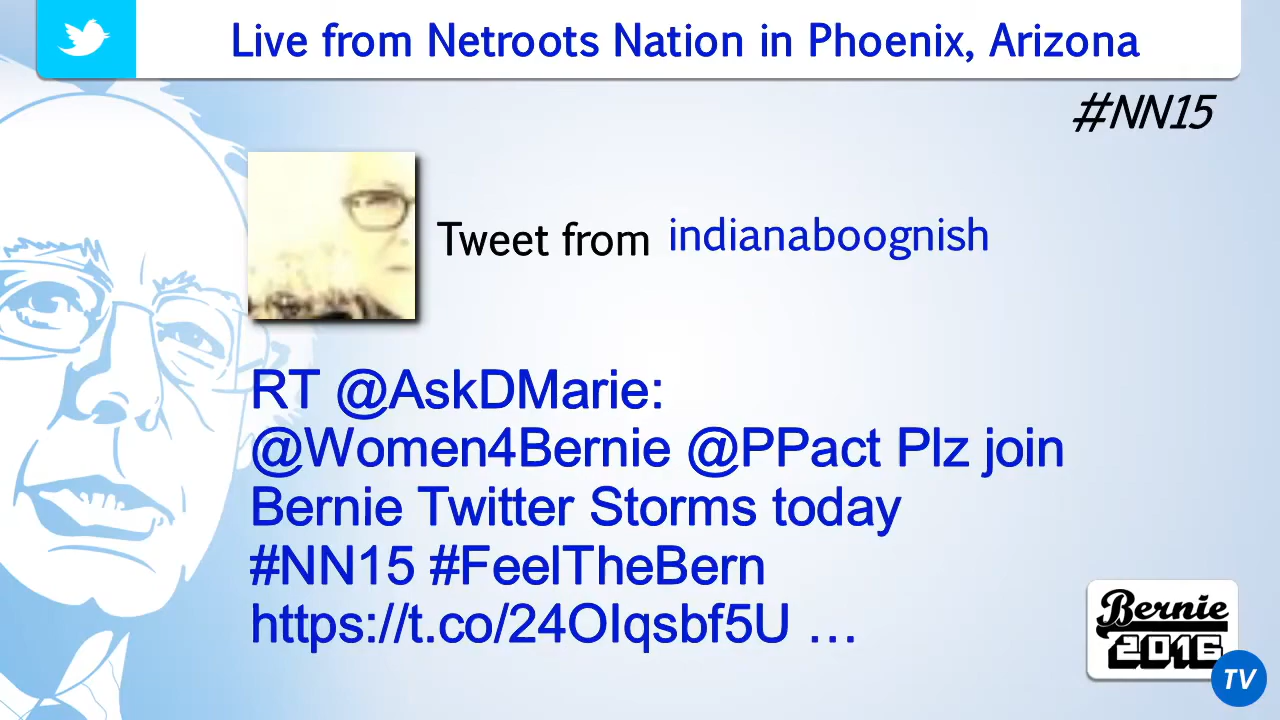 Live from Netroots Nation in Phoenix, Arizona
#NN15
Tweet from indianaboognish
RT @AskDMarie:
@Women4Bernie @PPact Plz join
Bernie Twitter Storms today
#NN15 #FeelTheBern
https://t.co/24OIqsbf5U …
Bernie
2016
TV